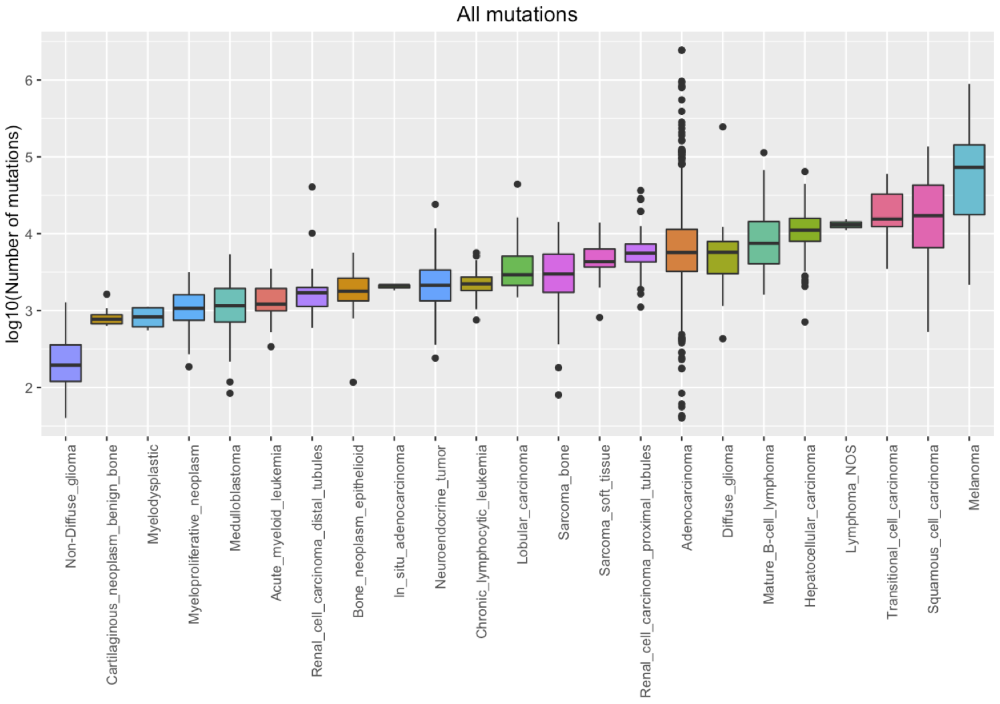 All mutations
log10(Number of mutations)
6
5
4
3
2
Non-Diffuse_glioma
Cartilaginous_neoplasm_benign_bone
Myelodysplastic
Myeloproliferative_neoplasm
Medulloblastoma
Acute_myeloid_leukemia
Renal_cell_carcinoma_distal_tubules
Bone_neoplasm_epithelioid
In_situ_adenocarcinoma
Neuroendocrine_tumor
Chronic_lymphocytic_leukemia
Lobular_carcinoma
Sarcoma_bone
Sarcoma_soft_tissue
Renal_cell_carcinoma_proximal_tubules
Adenocarcinoma
Diffuse_glioma
Mature_B-cell_lymphoma
Hepatocellular_carcinoma
Lymphoma_NOS
Transitional_cell_carcinoma
Squamous_cell_carcinoma
Melanoma